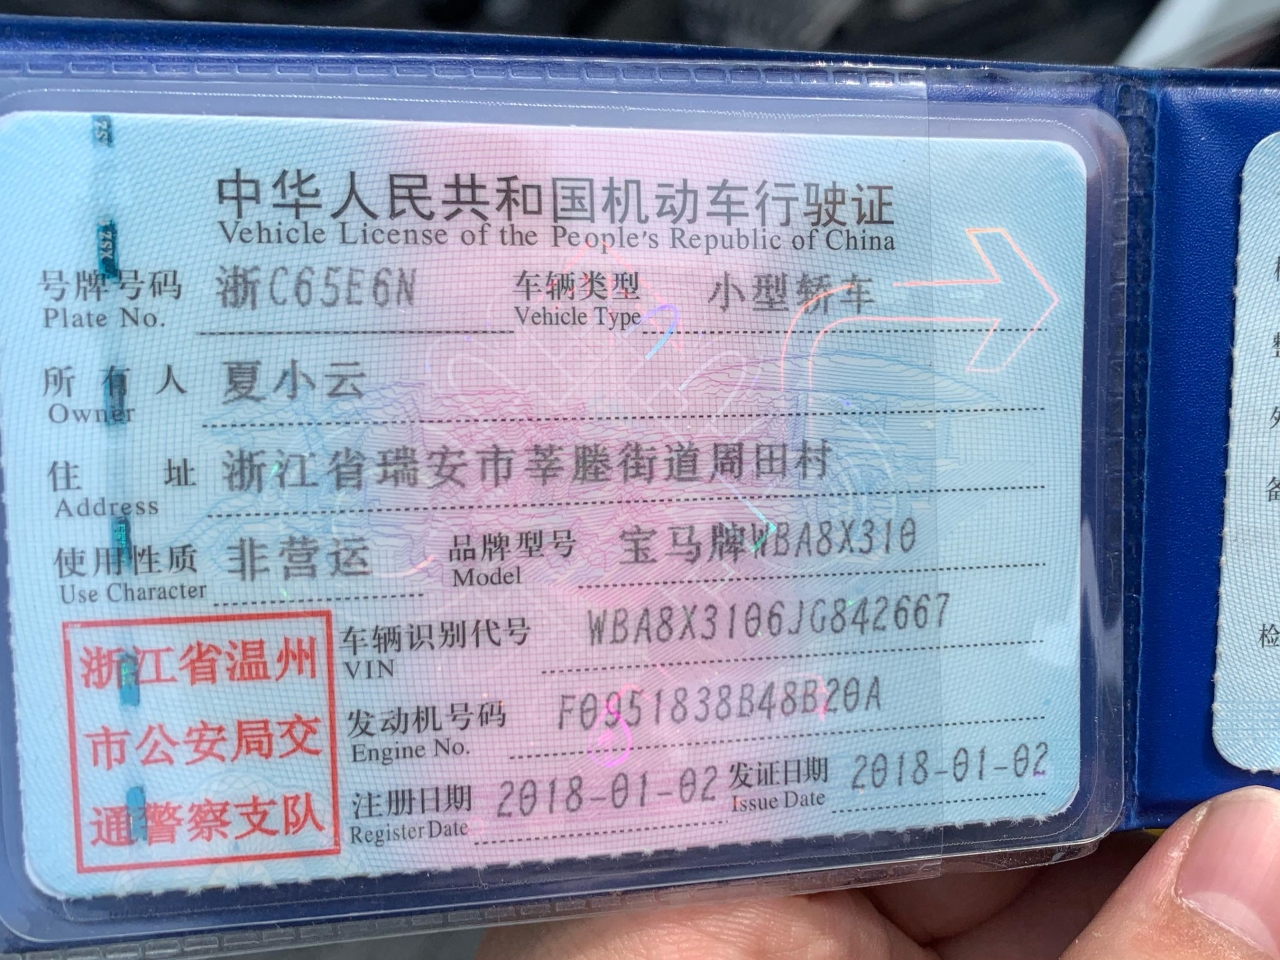 中华人民共和国机动车行驶证
Vehicle License of the People's Republic of China
号牌号码 浙C65E6N 车辆类型 小型轿车
Plate No. Vehicle Type
所有人 夏小云
Owner
住址 浙江省瑞安市莘塍街道周田村
Address
使用性质 非营运 品牌型号 宝马牌WBA8X310
Use Character Model
车辆识别代号 WBA8X3106JG842667
VIN
发动机号码 F0951838B48B20A
Engine No.
注册日期 2018-01-02 发证日期 2018-01-02
Register Date Issue Date
浙江省温州
市公安局交
通警察支队
检